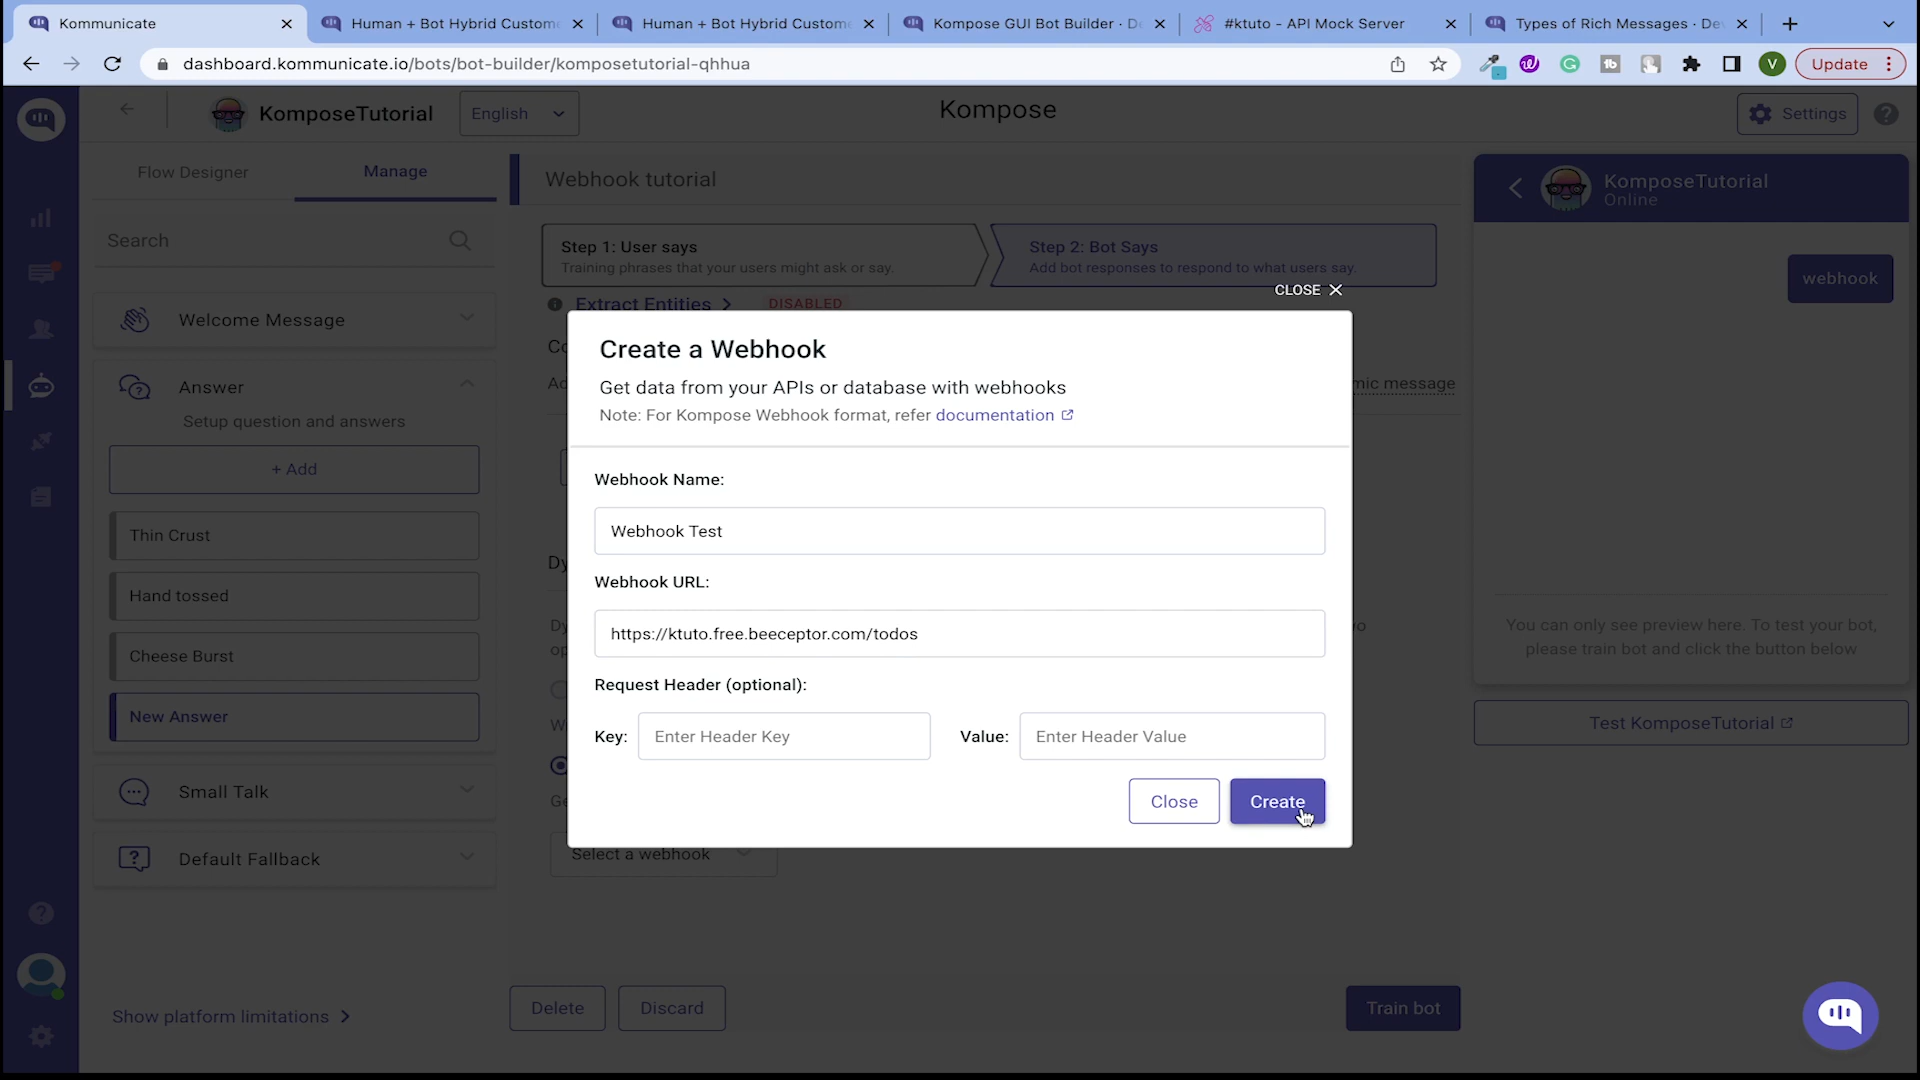 Kommunicate
Human + Bot Hybrid Custome
Human + Bot Hybrid Custome
Kompose GUI Bot Builder · De
#ktuto - API Mock Server
Types of Rich Messages · Dev
dashboard.kommunicate.io/bots/bot-builder/komposetutorial-qhhua
V
Update
KomposeTutorial
English
Kompose
Settings
Flow Designer
Manage
Search
Welcome Message
Answer
Setup question and answers
+ Add
Thin Crust
Hand tossed
Cheese Burst
New Answer
Small Talk
Default Fallback
Show platform limitations
Webhook tutorial
Step 1: User says
Training phrases that your users might ask or say.
Step 2: Bot Says
Add bot responses to respond to what users say.
Extract Entities
DISABLED
CLOSE
mic message
Create a Webhook
Get data from your APIs or database with webhooks
Note: For Kompose Webhook format, refer documentation
Webhook Name:
Webhook Test
Webhook URL:
https://ktuto.free.beeceptor.com/todos
Request Header (optional):
Key:
Enter Header Key
Value:
Enter Header Value
Close
Create
Select a webhook
Delete
Discard
Train bot
KomposeTutorial
Online
webhook
You can only see preview here. To test your bot,
please train bot and click the button below
Test KomposeTutorial